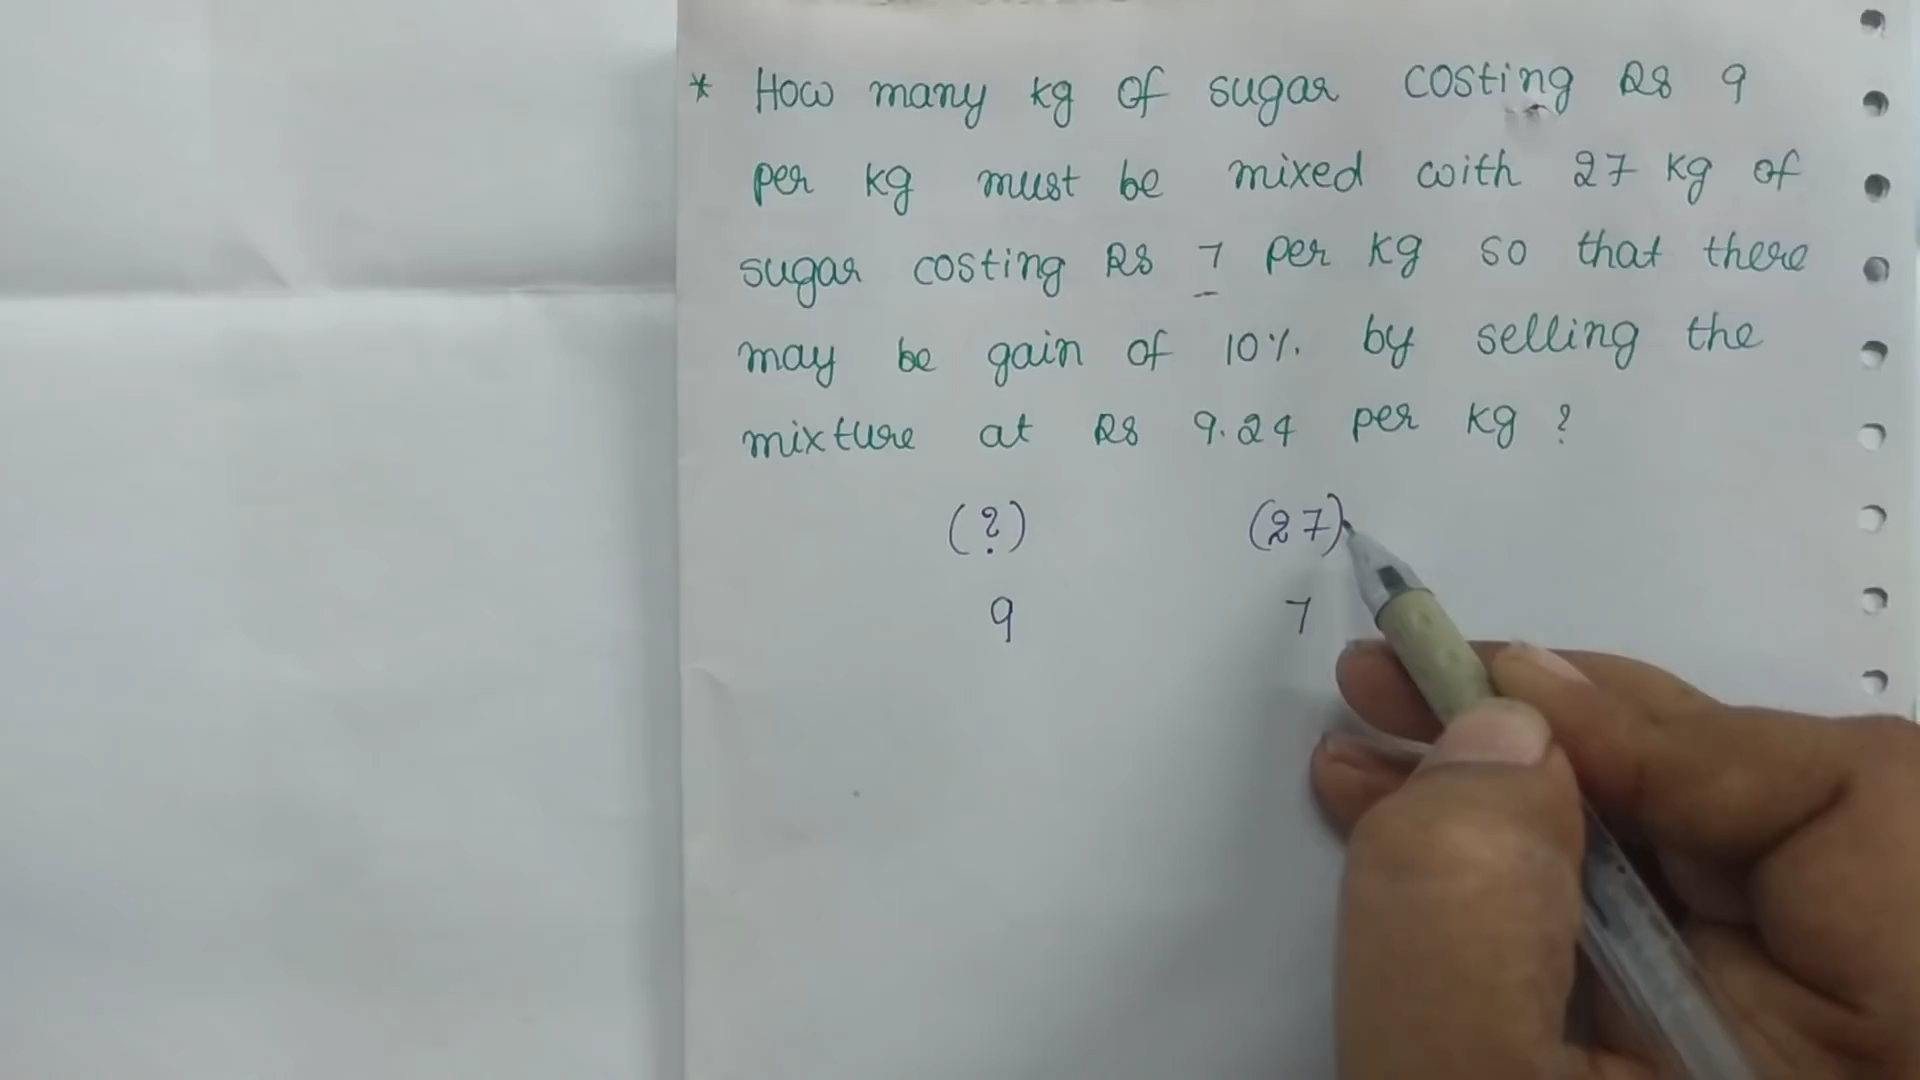 * How many kg of sugar costing Rs 9
per kg must be mixed with 27 kg of
sugar costing Rs 7 per kg so that there
may be gain of 10% by selling the
mixture at Rs 9.24 per kg ?
(?) (27)
9 7